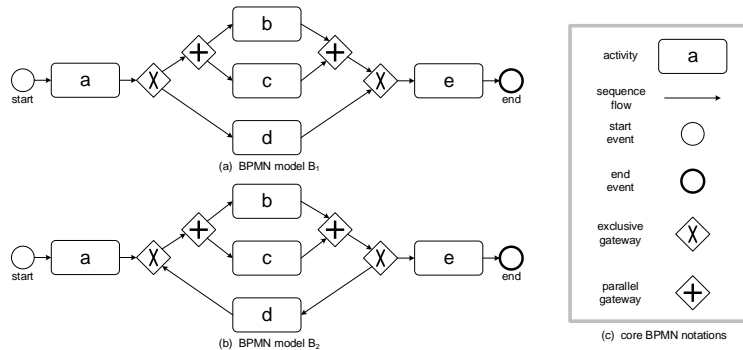 b
a
c
e
start
end
d
(a) BPMN model B₁
b
a
c
e
start
end
d
(b) BPMN model B₂
activity
a
sequence
flow
start
event
end
event
exclusive
gateway
parallel
gateway
(c) core BPMN notations